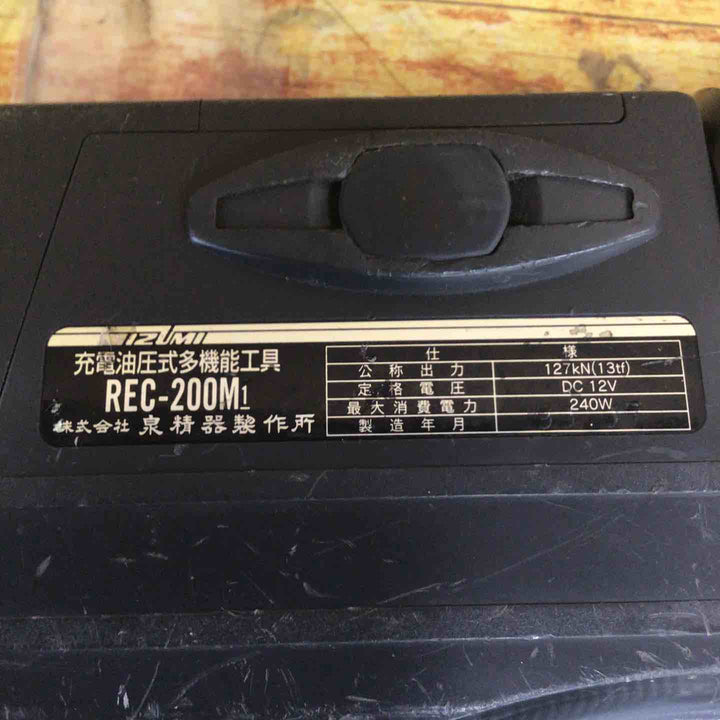 IZUMI
充電油圧式多機能工具
REC-200M1
株式会社 泉精器製作所
仕 様
公称出力 127kN(13tf)
定格電圧 DC 12V
最大消費電力 240W
製造年月